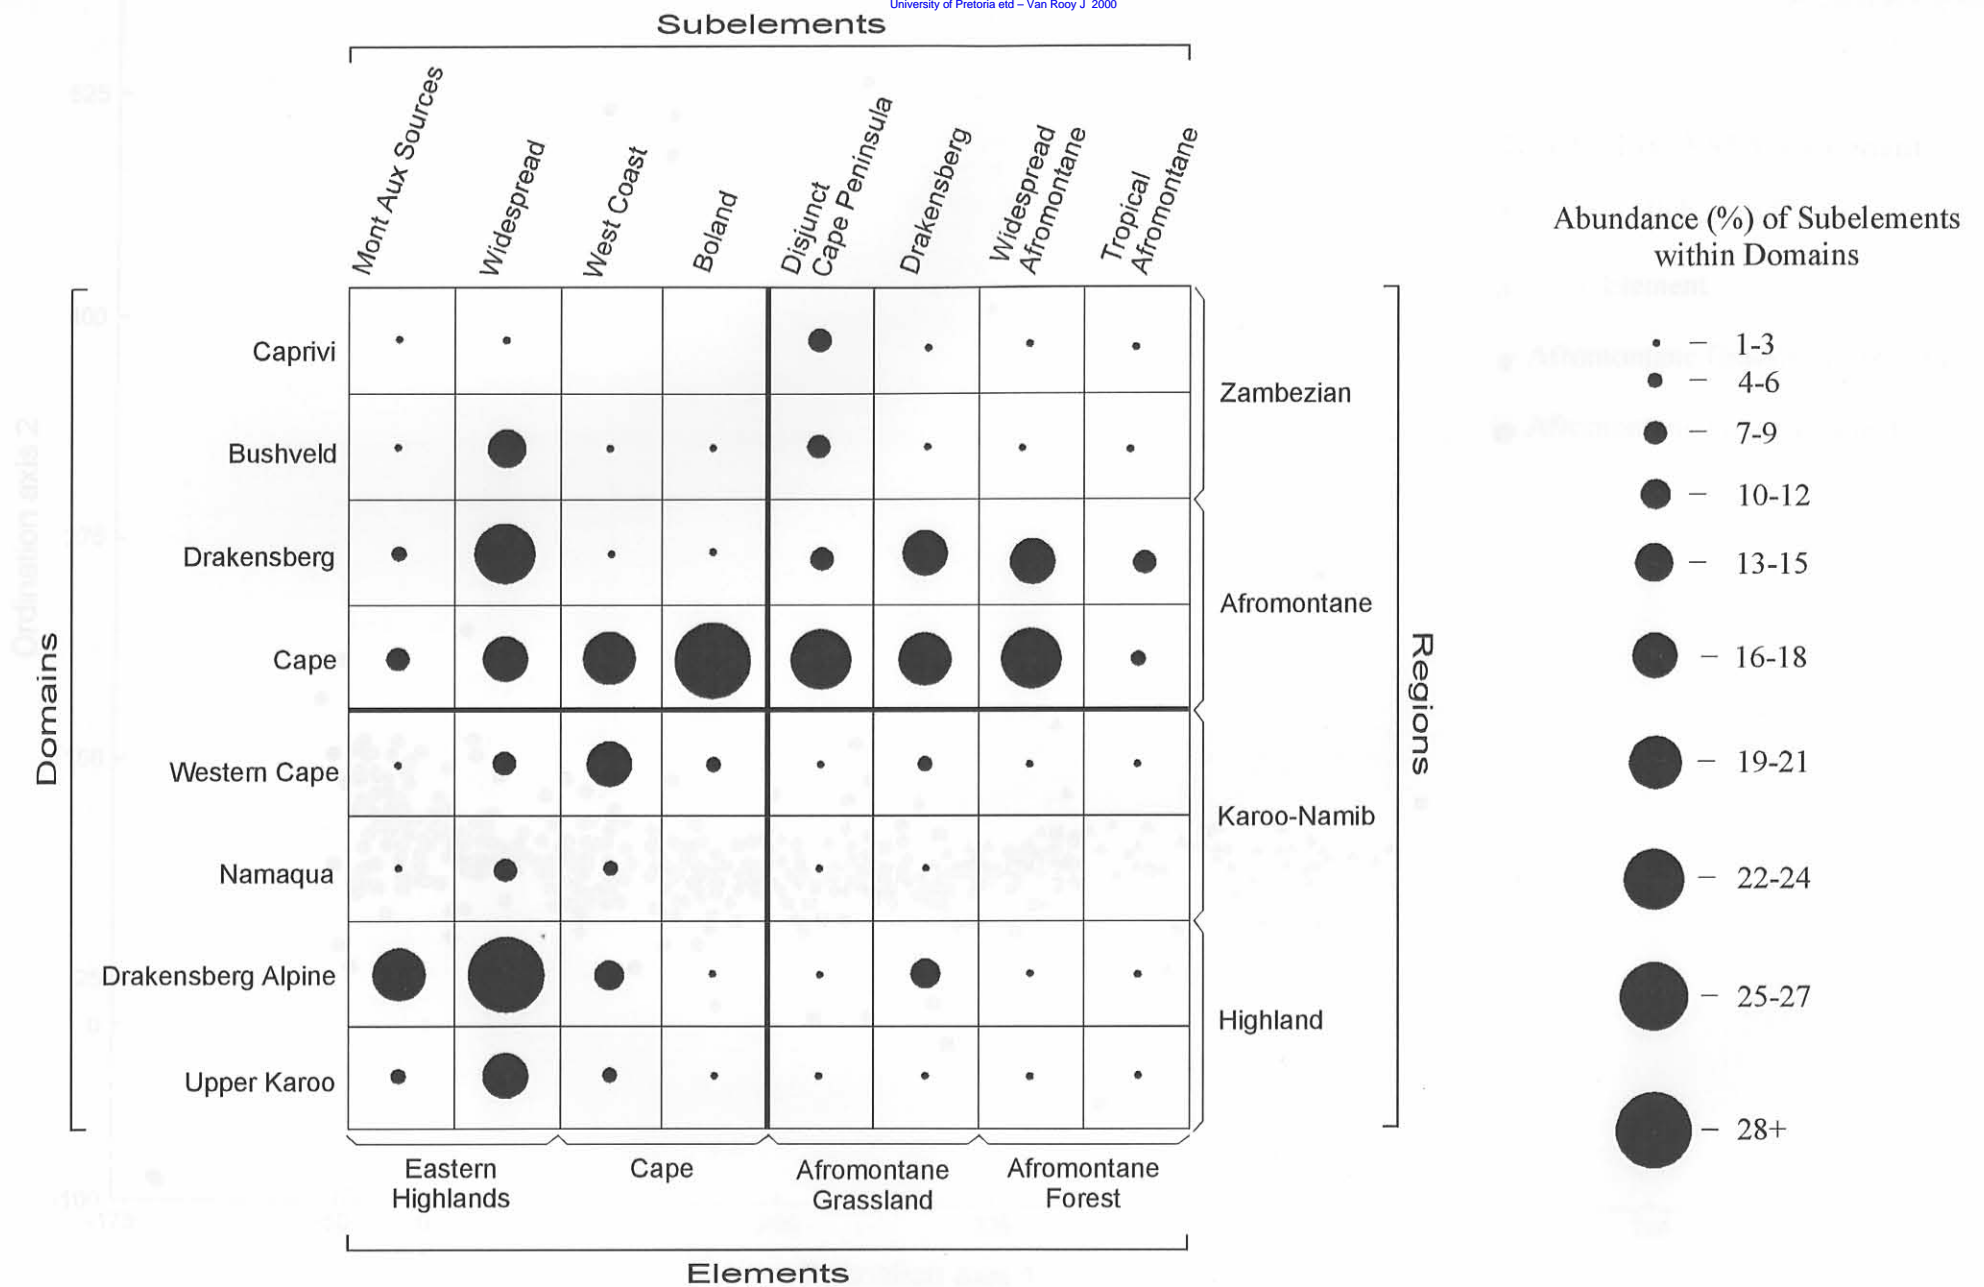 University of Pretoria etd – Van Rooy J 2000
Subelements
Mont Aux Sources
Widespread
West Coast
Boland
Disjunct
Cape Peninsula
Drakensberg
Widespread
Afromontane
Tropical
Afromontane
Domains
Caprivi
Bushveld
Drakensberg
Cape
Western Cape
Namaqua
Drakensberg Alpine
Upper Karoo
Zambezian
Afromontane
Karoo-Namib
Highland
Regions
Eastern
Highlands
Cape
Afromontane
Grassland
Afromontane
Forest
Elements
Abundance (%) of Subelements
within Domains
– 1-3
– 4-6
– 7-9
– 10-12
– 13-15
– 16-18
– 19-21
– 22-24
– 25-27
– 28+
Ordination axis 2